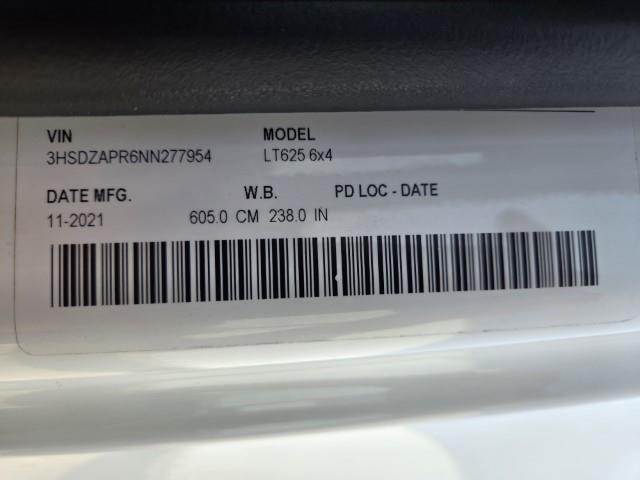 VIN MODEL
3HSDZAPR6NN277954 LT625 6x4
DATE MFG. W.B. PD LOC - DATE
11-2021 605.0 CM 238.0 IN